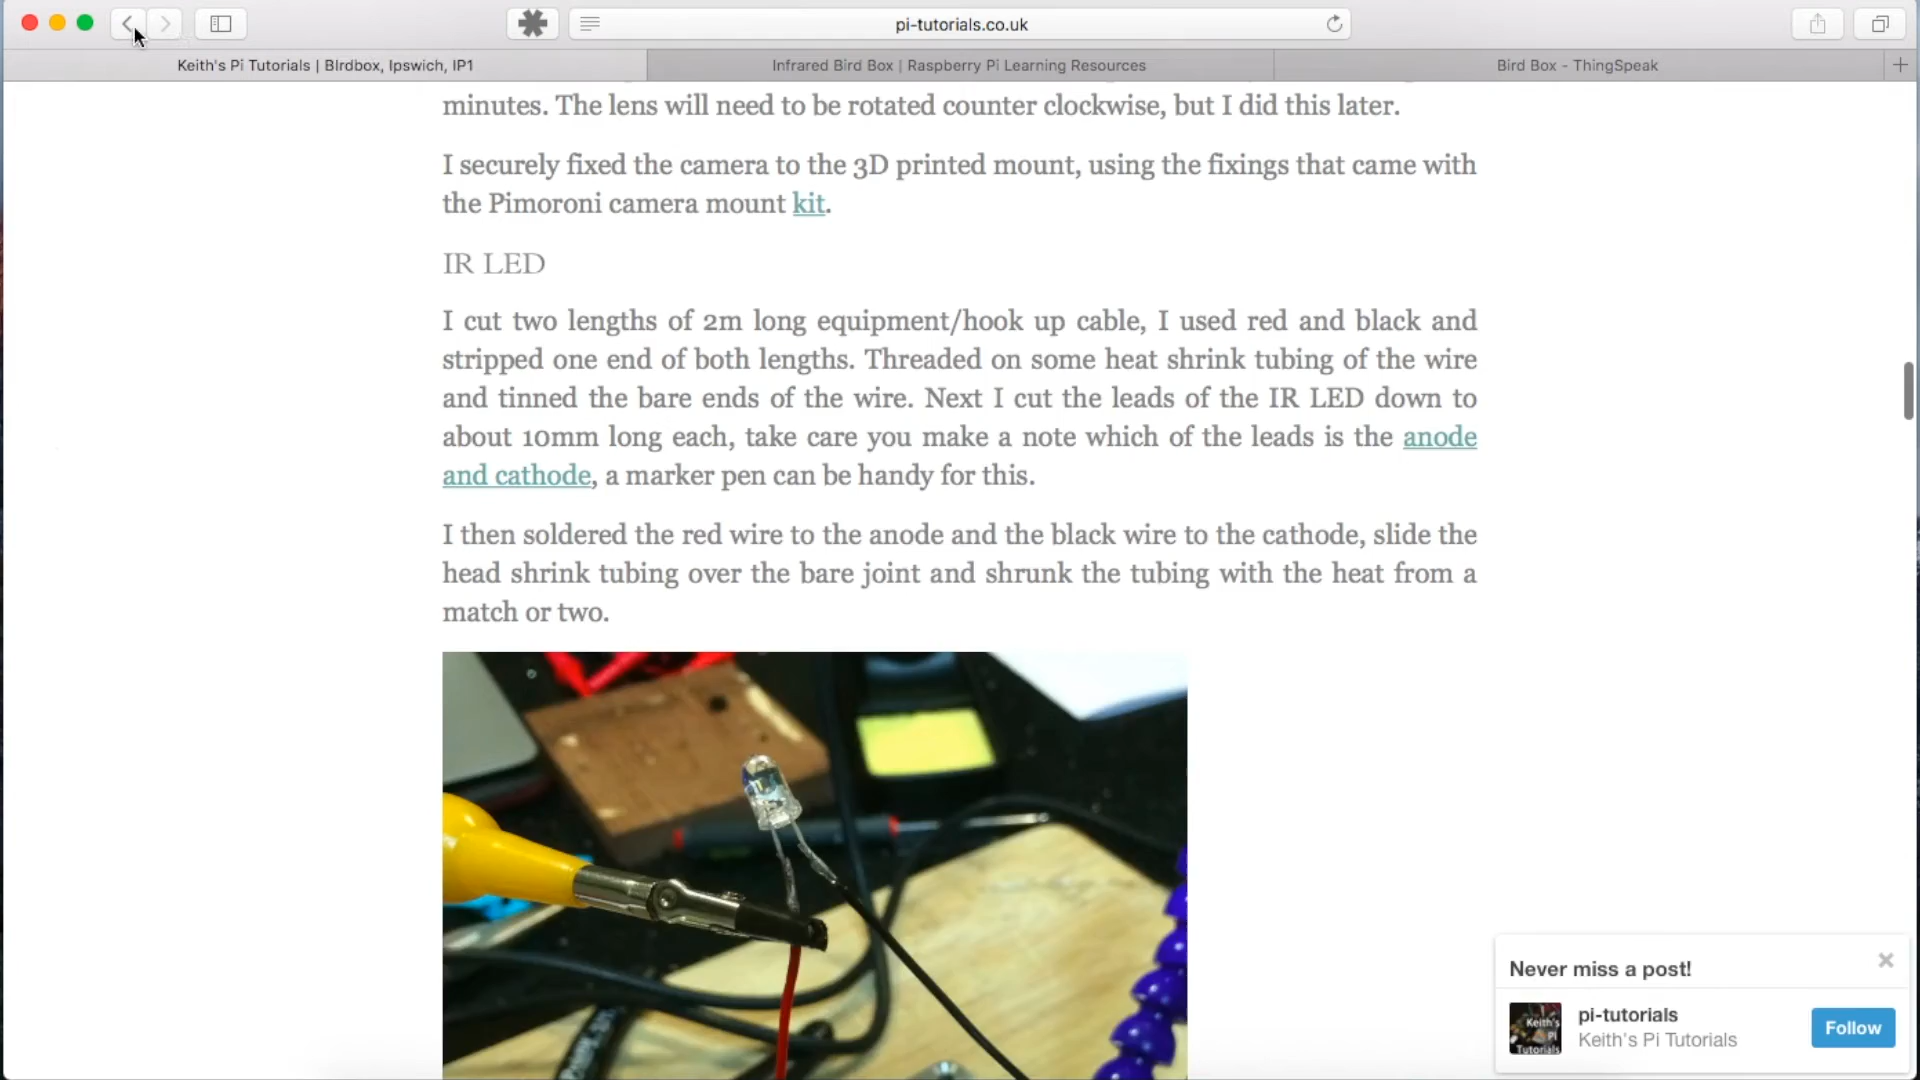 pi-tutorials.co.uk
Keith's Pi Tutorials | BIrdbox, Ipswich, IP1
Infrared Bird Box | Raspberry Pi Learning Resources
Bird Box - ThingSpeak
minutes. The lens will need to be rotated counter clockwise, but I did this later.
I securely fixed the camera to the 3D printed mount, using the fixings that came with
the Pimoroni camera mount kit.
IR LED
I cut two lengths of 2m long equipment/hook up cable, I used red and black and
stripped one end of both lengths. Threaded on some heat shrink tubing of the wire
and tinned the bare ends of the wire. Next I cut the leads of the IR LED down to
about 10mm long each, take care you make a note which of the leads is the anode
and cathode, a marker pen can be handy for this.
I then soldered the red wire to the anode and the black wire to the cathode, slide the
head shrink tubing over the bare joint and shrunk the tubing with the heat from a
match or two.
Never miss a post!
Keith's
Pi
Tutorials
pi-tutorials
Keith's Pi Tutorials
Follow